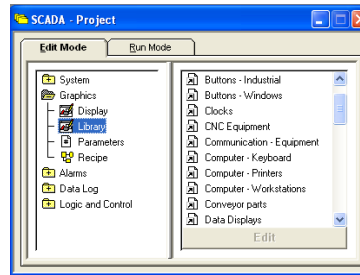 SCADA - Project
Edit Mode
Run Mode
System
Graphics
Display
Library
Parameters
Recipe
Alarms
Data Log
Logic and Control
Buttons - Industrial
Buttons - Windows
Clocks
CNC Equipment
Communication - Equipment
Computer - Keyboard
Computer - Printers
Computer - Workstations
Conveyor parts
Data Displays
Edit